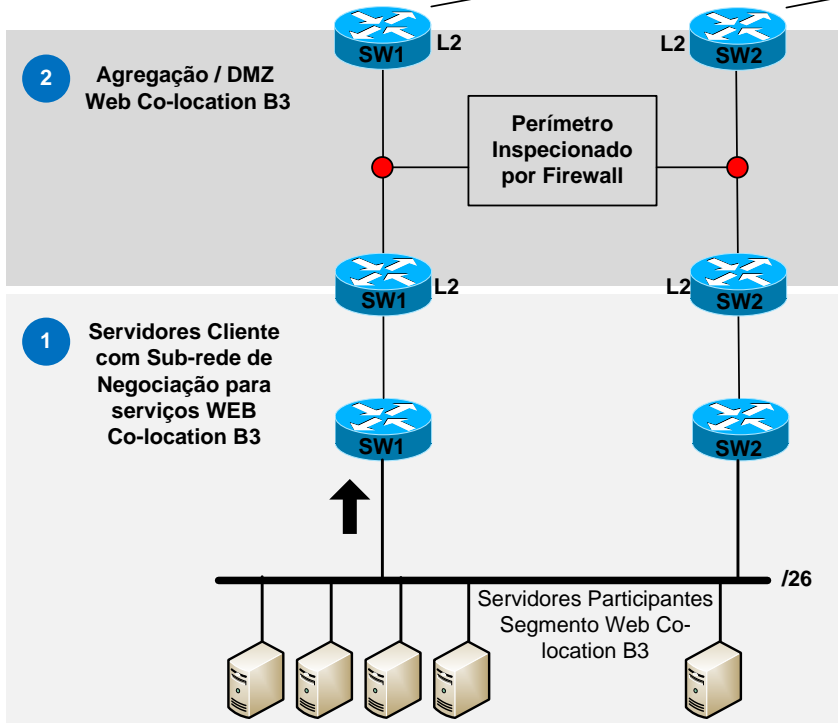 SW1
L2
L2
SW2
2
Agregação / DMZ
Web Co-location B3
Perímetro
Inspecionado
por Firewall
SW1
L2
L2
SW2
1
Servidores Cliente
com Sub-rede de
Negociação para
serviços WEB
Co-location B3
SW1
SW2
/26
Servidores Participantes
Segmento Web Co-
location B3